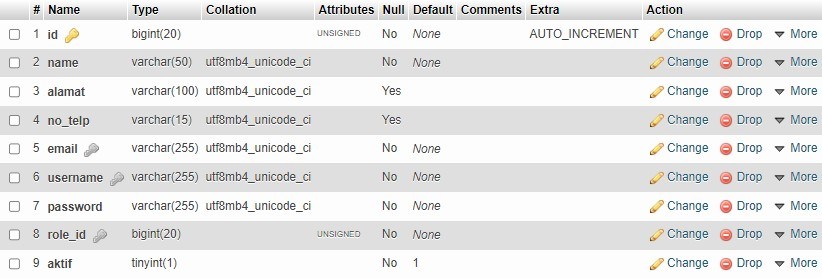 # Name Type Collation Attributes Null Default Comments Extra Action
1 id bigint(20) UNSIGNED No None AUTO_INCREMENT Change Drop More
2 name varchar(50) utf8mb4_unicode_ci No None Change Drop More
3 alamat varchar(100) utf8mb4_unicode_ci Yes Change Drop More
4 no_telp varchar(15) utf8mb4_unicode_ci Yes Change Drop More
5 email varchar(255) utf8mb4_unicode_ci No None Change Drop More
6 username varchar(255) utf8mb4_unicode_ci No None Change Drop More
7 password varchar(255) utf8mb4_unicode_ci No None Change Drop More
8 role_id bigint(20) UNSIGNED No None Change Drop More
9 aktif tinyint(1) No 1 Change Drop More